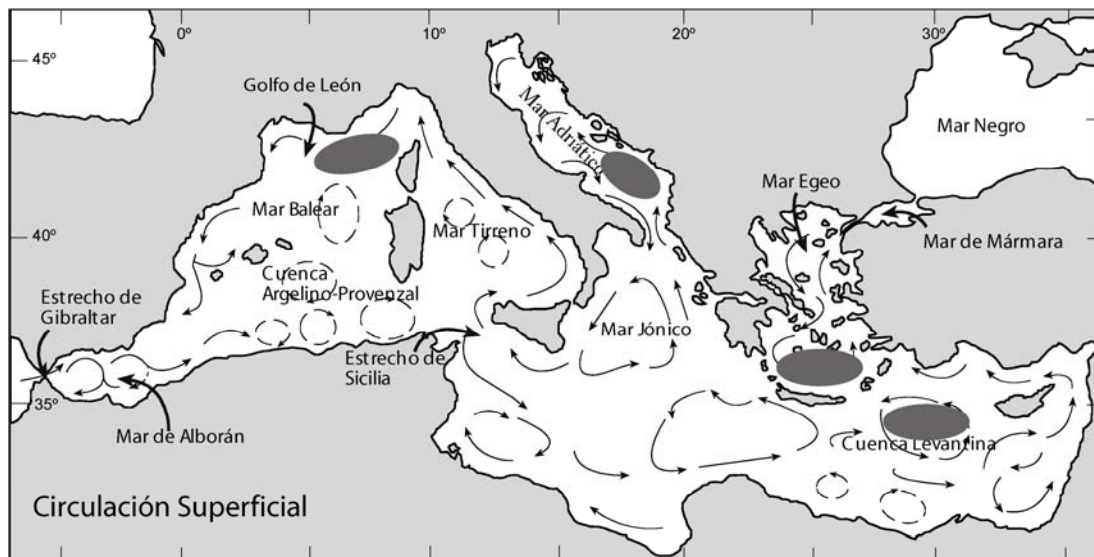 0º
10º
20º
30º
45º
Golfo de León
Mar Adriático
Mar Negro
Mar Egeo
Mar Balear
Mar Tirreno
40º
Mar de Mármara
Cuenca
Argelino-Provenzal
Estrecho de
Gibraltar
Mar Jónico
Estrecho de
Sicilia
35º
Mar de Alborán
Cuenca Levantina
Circulación Superficial